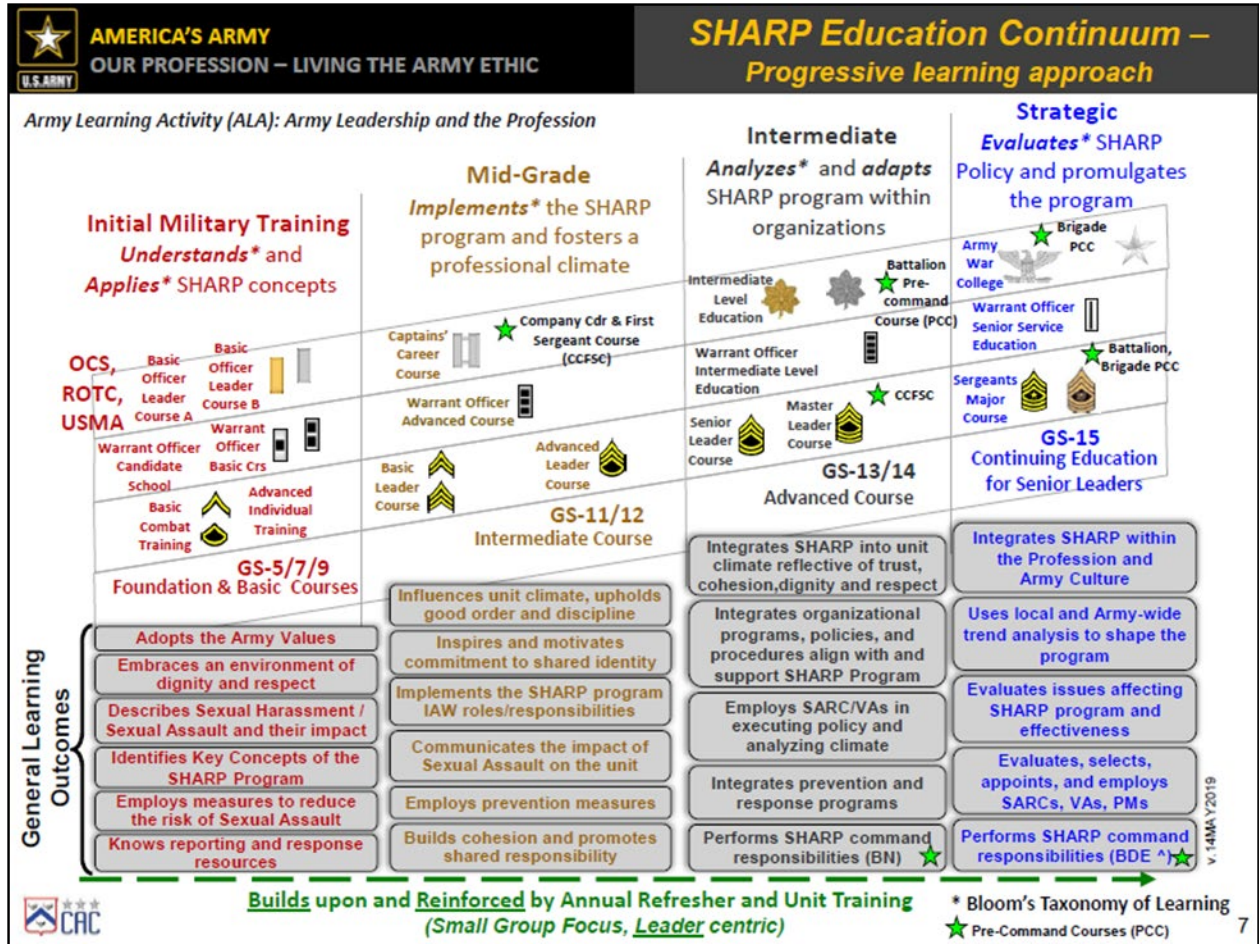 U.S.ARMY
AMERICA'S ARMY
OUR PROFESSION – LIVING THE ARMY ETHIC
SHARP Education Continuum –
Progressive learning approach
Army Learning Activity (ALA): Army Leadership and the Profession
Initial Military Training
Understands* and
Applies* SHARP concepts
Mid-Grade
Implements* the SHARP
program and fosters a
professional climate
Intermediate
Analyzes* and adapts
SHARP program within
organizations
Strategic
Evaluates* SHARP
Policy and promulgates
the program
OCS,
ROTC,
USMA
Basic
Officer
Leader
Course A
Basic
Officer
Leader
Course B
Captains'
Career
Course
Company Cdr & First
Sergeant Course
(CCFSC)
Intermediate
Level
Education
Battalion
Pre-
command
Course (PCC)
Army
War
College
Brigade
PCC
Warrant Officer
Candidate
School
Warrant
Officer
Basic Crs
Warrant Officer
Advanced Course
Warrant Officer
Intermediate Level
Education
Warrant Officer
Senior Service
Education
Basic
Combat
Training
Advanced
Individual
Training
Basic
Leader
Course
Advanced
Leader
Course
Senior
Leader
Course
Master
Leader
Course
CCFSC
Sergeants
Major
Course
Battalion,
Brigade PCC
GS-5/7/9
Foundation & Basic Courses
GS-11/12
Intermediate Course
GS-13/14
Advanced Course
GS-15
Continuing Education
for Senior Leaders
General Learning
Outcomes
Adopts the Army Values
Embraces an environment of
dignity and respect
Describes Sexual Harassment /
Sexual Assault and their impact
Identifies Key Concepts of the
SHARP Program
Employs measures to reduce
the risk of Sexual Assault
Knows reporting and response
resources
Influences unit climate, upholds
good order and discipline
Inspires and motivates
commitment to shared identity
Implements the SHARP program
IAW roles/responsibilities
Communicates the impact of
Sexual Assault on the unit
Employs prevention measures
Builds cohesion and promotes
shared responsibility
Integrates SHARP into unit
climate reflective of trust,
cohesion,dignity and respect
Integrates organizational
programs, policies, and
procedures align with and
support SHARP Program
Employs SARC/VAs in
executing policy and
analyzing climate
Integrates prevention and
response programs
Performs SHARP command
responsibilities (BN)
Integrates SHARP within
the Profession and
Army Culture
Uses local and Army-wide
trend analysis to shape the
program
Evaluates issues affecting
SHARP program and
effectiveness
Evaluates, selects,
appoints, and employs
SARCs, VAs, PMs
Performs SHARP command
responsibilities (BDE ^)
v. 14MAY2019
CAC
Builds upon and Reinforced by Annual Refresher and Unit Training
(Small Group Focus, Leader centric)
* Bloom's Taxonomy of Learning
Pre-Command Courses (PCC)
7